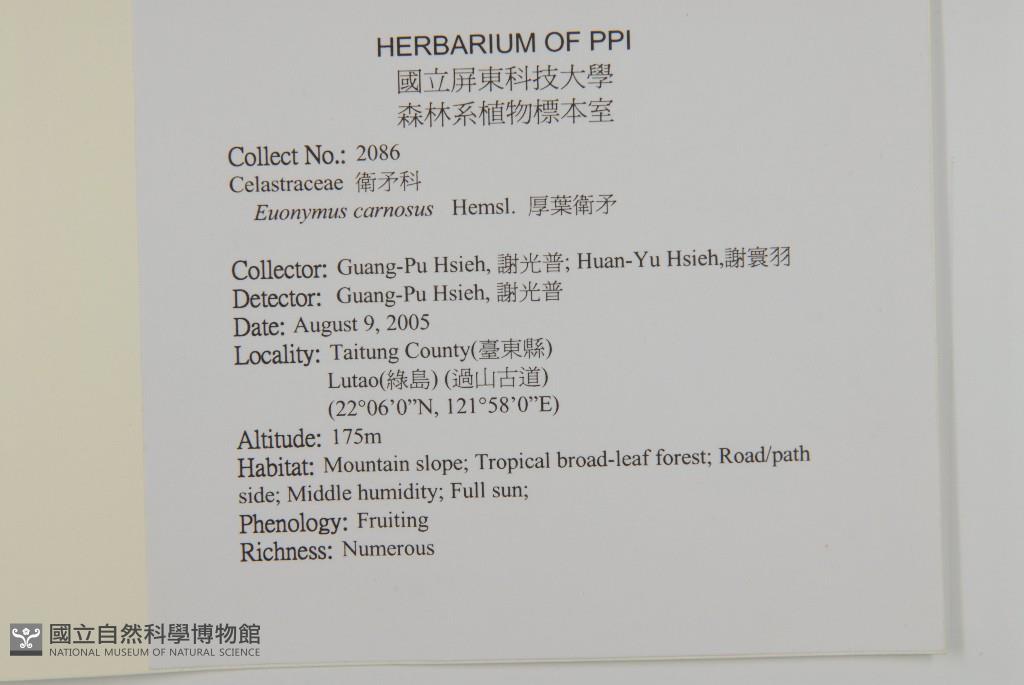 HERBARIUM OF PPI
國立屏東科技大學
森林系植物標本室
Collect No.: 2086
Celastraceae 衛矛科
Euonymus carnosus Hemsl. 厚葉衛矛
Collector: Guang-Pu Hsieh, 謝光普; Huan-Yu Hsieh,謝寰羽
Detector: Guang-Pu Hsieh, 謝光普
Date: August 9, 2005
Locality: Taitung County(臺東縣)
Lutao(綠島) (過山古道)
(22°06’0”N, 121°58’0”E)
Altitude: 175m
Habitat: Mountain slope; Tropical broad-leaf forest; Road/path
side; Middle humidity; Full sun;
Phenology: Fruiting
Richness: Numerous
國立自然科學博物館
NATIONAL MUSEUM OF NATURAL SCIENCE